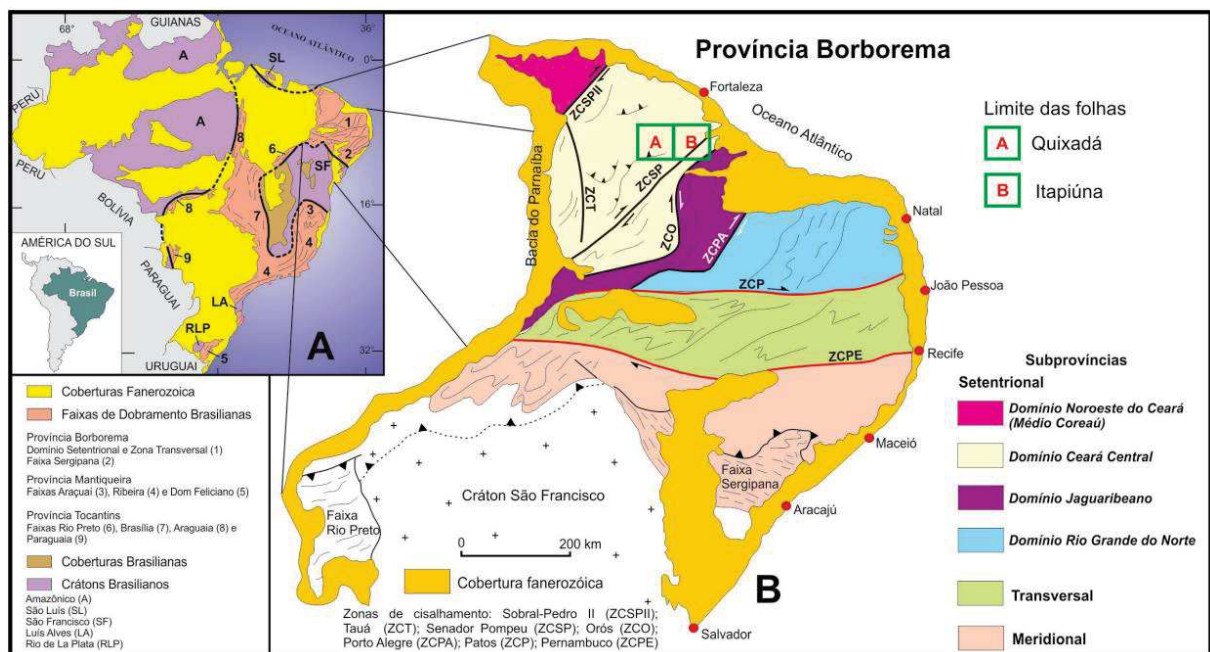 68°
GUIANAS
36°
OCEANO ATLÂNTICO
0°
SL
A
PERU
A
8
1
6
2
SF
PERU
BOLÍVIA
16°
8
7
3
4
9
4
AMÉRICA DO SUL
Brasil
PARAGUAI
LA
RLP
A
32°
5
URUGUAI
Coberturas Fanerozoica
Faixas de Dobramento Brasilianas
Província Borborema
Domínio Setentrional e Zona Transversal (1)
Faixa Sergipana (2)
Província Mantiqueira
Faixas Araçuaí (3), Ribeira (4) e Dom Feliciano (5)
Província Tocantins
Faixas Rio Preto (6), Brasília (7), Araguaia (8) e
Paraguaia (9)
Coberturas Brasilianas
Crátons Brasilianos
Amazônico (A)
São Luis (SL)
São Francisco (SF)
Luís Alves (LA)
Rio de La Plata (RLP)
Província Borborema
Fortaleza
Oceano Atlântico
ZCSPII
A
B
ZCSP
ZCT
ZCO
ZCPA
Bacia do Parnaíba
Natal
ZCP
João Pessoa
ZCPE
Recife
Maceió
Faixa
Sergipana
Aracajú
Cráton São Francisco
Faixa
Rio Preto
0
200 km
Cobertura fanerozóica
B
Zonas de cisalhamento: Sobral-Pedro II (ZCSPII);
Tauá (ZCT); Senador Pompeu (ZCSP); Orós (ZCO);
Porto Alegre (ZCPA); Patos (ZCP); Pernambuco (ZCPE)
Salvador
Limite das folhas
A Quixadá
B Itapiúna
Subprovíncias
Setentrional
Domínio Noroeste do Ceará
(Médio Coreaú)
Domínio Ceará Central
Domínio Jaguaribeano
Domínio Rio Grande do Norte
Transversal
Meridional